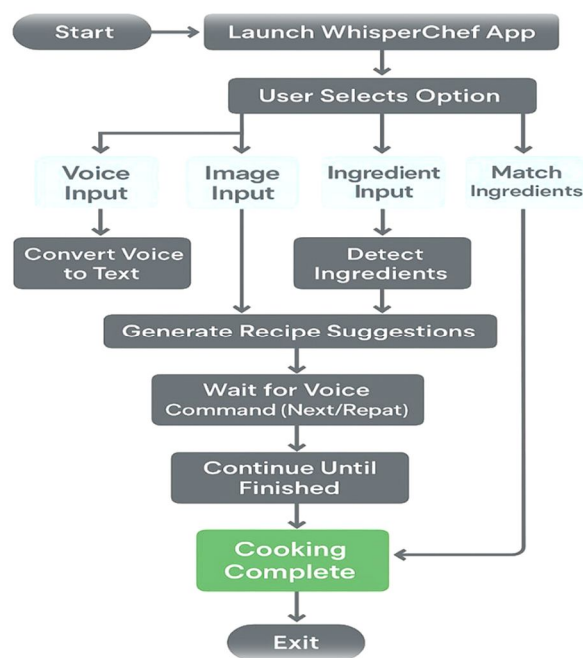 Start
Launch WhisperChef App
User Selects Option
Voice
Input
Image
Input
Ingredient
Input
Match
Ingredients
Convert Voice
to Text
Detect
Ingredients
Generate Recipe Suggestions
Wait for Voice
Command (Next/Repat)
Continue Until
Finished
Cooking
Complete
Exit